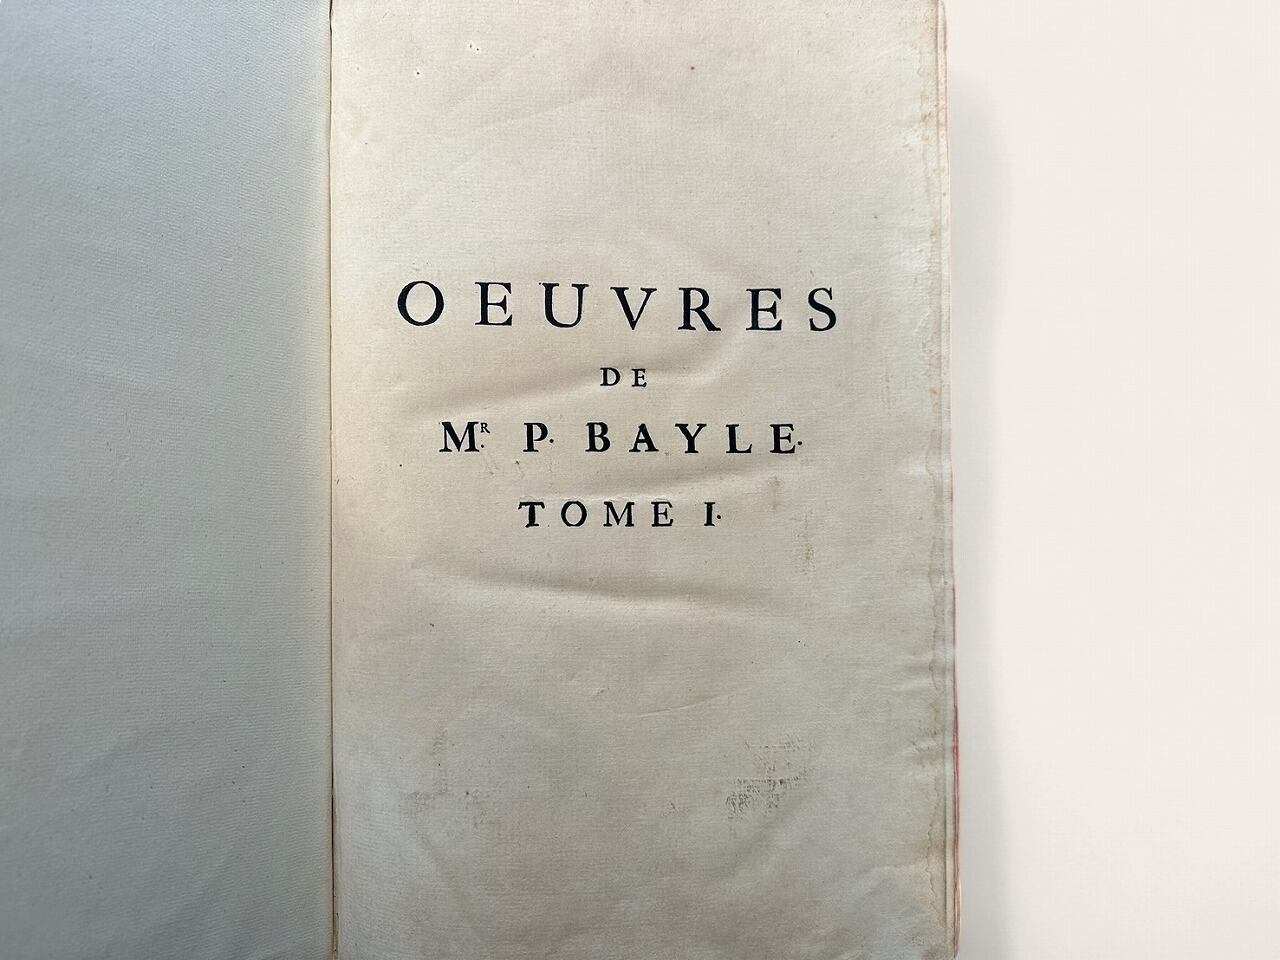 OEUVRES
DE
MR. P. BAYLE.
TOME I.